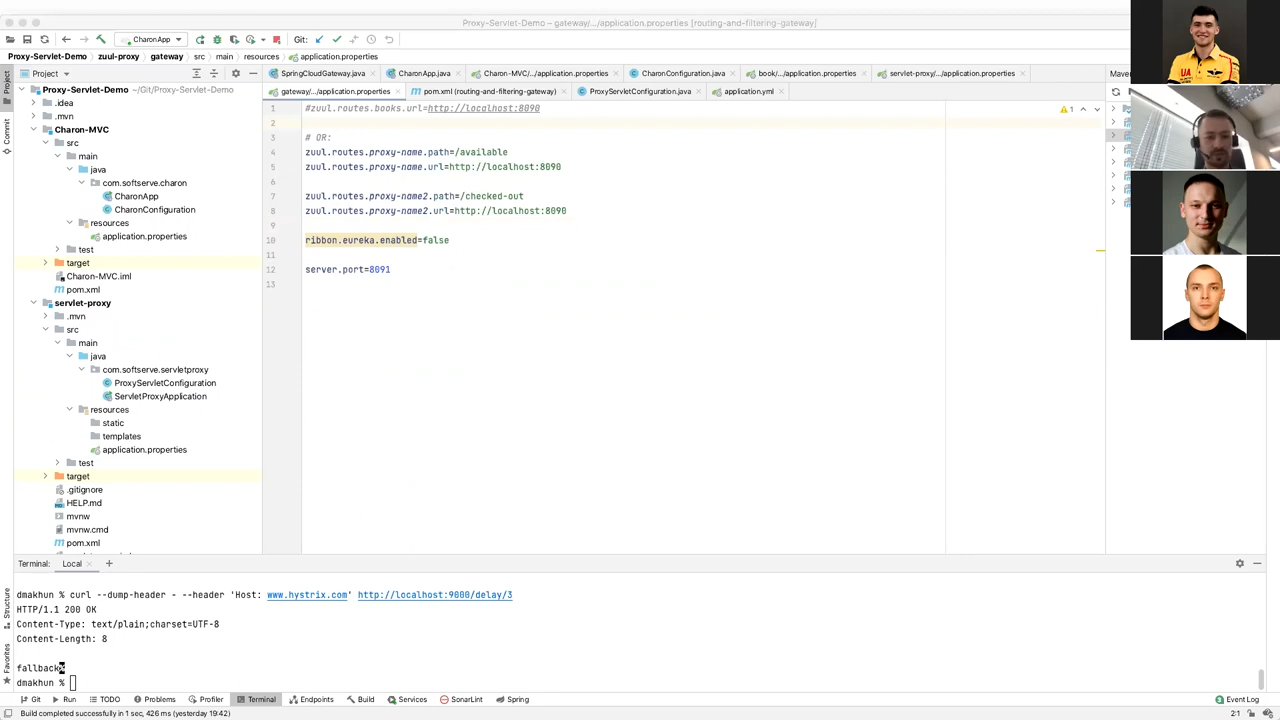 Proxy-Servlet-Demo – gateway/.../application.properties [routing-and-filtering-gateway]
CharonApp
Git:
Proxy-Servlet-Demo > zuul-proxy > gateway > src > main > resources > application.properties
Project
SpringCloudGateway.java
CharonApp.java
Charon-MVC/.../application.properties
CharonConfiguration.java
book/.../application.properties
servlet-proxy/.../application.properties
Maven
gateway/.../application.properties
pom.xml (routing-and-filtering-gateway)
ProxyServletConfiguration.java
application.yml
Project
Commit
Structure
Favorites
Proxy-Servlet-Demo ~/Git/Proxy-Servlet-Demo
.idea
.mvn
Charon-MVC
src
main
java
com.softserve.charon
CharonApp
CharonConfiguration
resources
application.properties
test
target
Charon-MVC.iml
pom.xml
servlet-proxy
.mvn
src
main
java
com.softserve.servletproxy
ProxyServletConfiguration
ServletProxyApplication
resources
static
templates
application.properties
test
target
.gitignore
HELP.md
mvnw
mvnw.cmd
pom.xml
1 #zuul.routes.books.url=http://localhost:8090
2
3 # OR:
4 zuul.routes.proxy-name.path=/available
5 zuul.routes.proxy-name.url=http://localhost:8090
6
7 zuul.routes.proxy-name2.path=/checked-out
8 zuul.routes.proxy-name2.url=http://localhost:8090
9
10 ribbon.eureka.enabled=false
11
12 server.port=8091
13
1
UA
Terminal: Local
dmakhun % curl --dump-header - --header 'Host: www.hystrix.com' http://localhost:9000/delay/3
HTTP/1.1 200 OK
Content-Type: text/plain;charset=UTF-8
Content-Length: 8
fallback%
dmakhun %
Git Run TODO Problems Profiler Terminal Endpoints Build Services SonarLint Spring Event Log
Build completed successfully in 1 sec, 426 ms (yesterday 19:42)
2:1